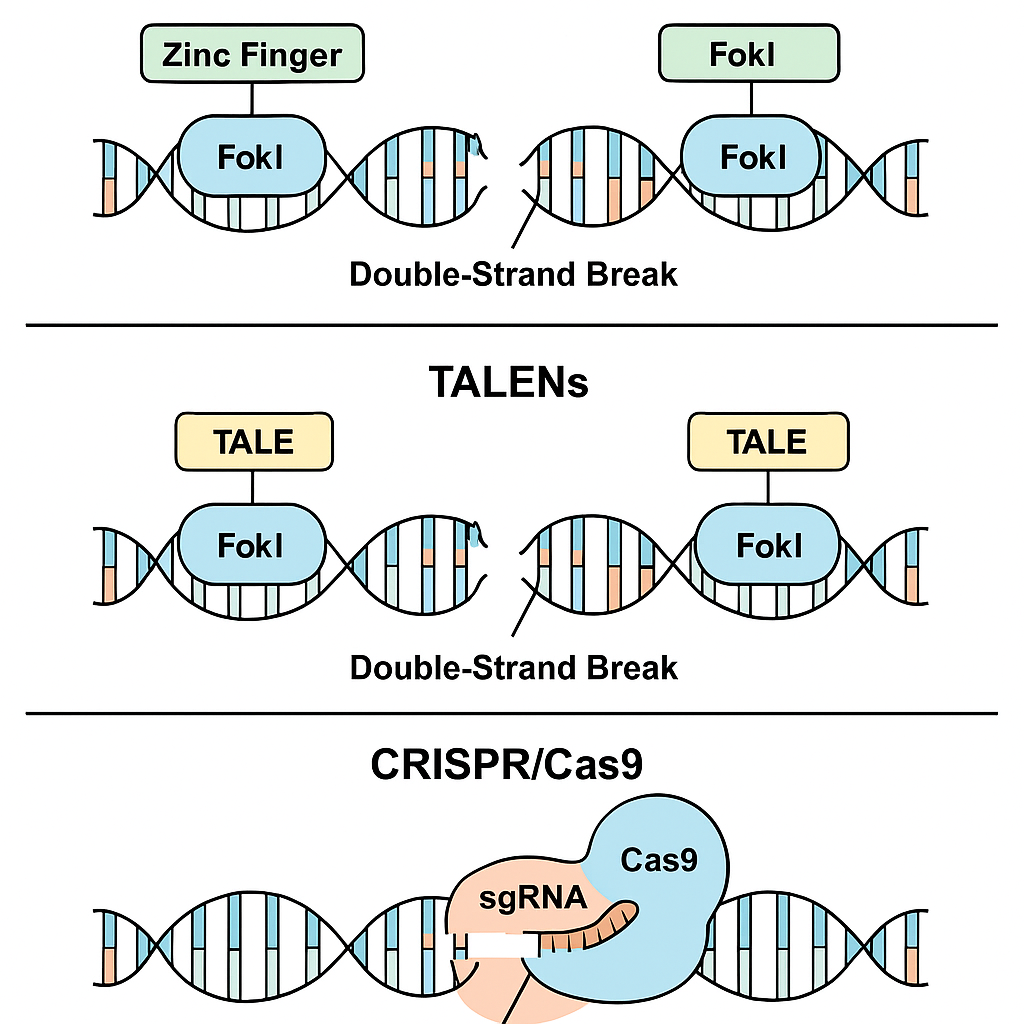 Zinc Finger
FokI
FokI
FokI
Double-Strand Break
TALENs
TALE
TALE
FokI
FokI
Double-Strand Break
CRISPR/Cas9
Cas9
sgRNA